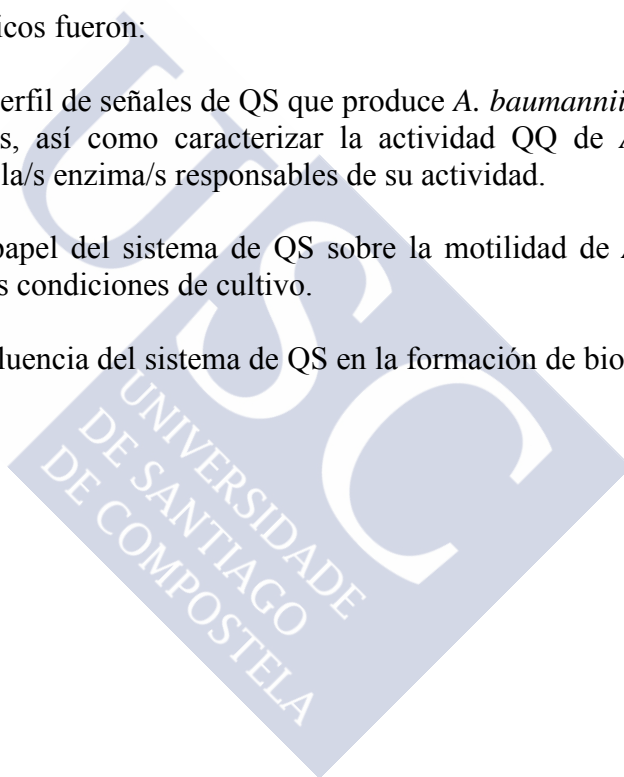 icos fueron:
erfil de señales de QS que produce A. baumannii
s, así como caracterizar la actividad QQ de A
la/s enzima/s responsables de su actividad.
papel del sistema de QS sobre la motilidad de A
s condiciones de cultivo.
luencia del sistema de QS en la formación de bio
USC
UNIVERSIDADE
DE SANTIAGO
DE COMPOSTELA